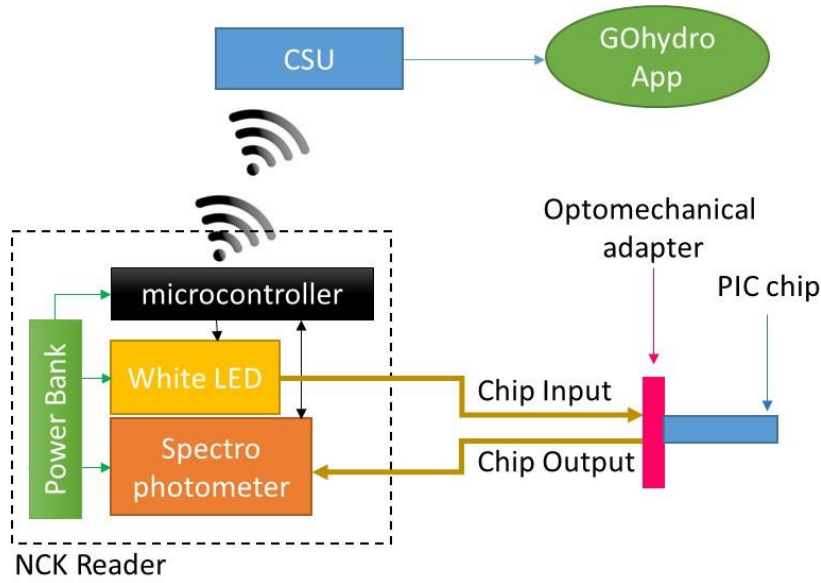 CSU
GOhydro
App
Optomechanical
adapter
PIC chip
microcontroller
Power Bank
White LED
Chip Input
Spectro
photometer
Chip Output
NCK Reader